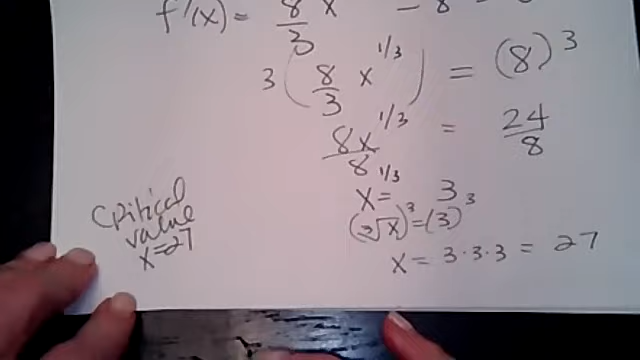 f'(x) = 8/3 x - 8
3 (8/3 x^1/3) = (8) 3
8x^1/3 / 8 = 24/8
x^1/3 = 3
(∛x)^3 = (3)^3
x = 3·3·3 = 27
Critical
value
x=27